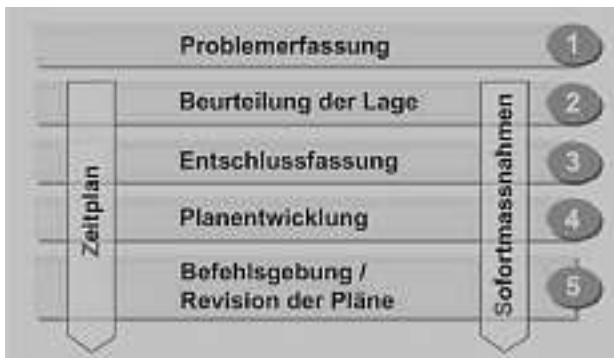 Problemerfassung
1
Beurteilung der Lage
2
Entschlussfassung
3
Planentwicklung
4
Befehlsgebung /
Revision der Pläne
5
Zeitplan
Sofortmassnahmen